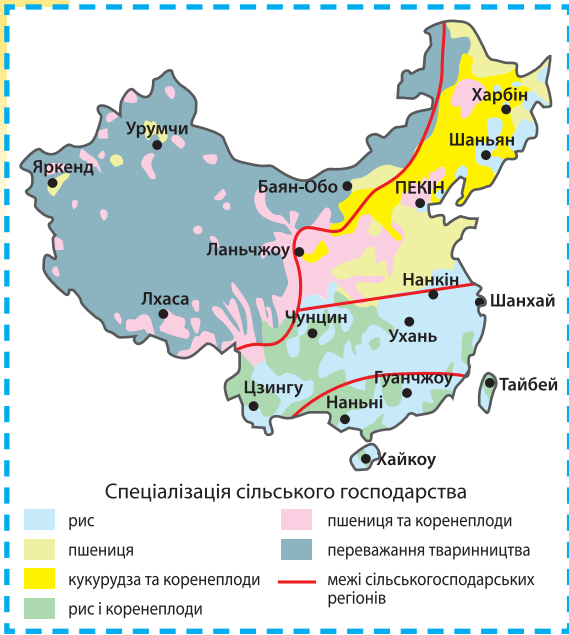 Харбін
Урумчи
Шаньян
Яркенд
Баян-Обо
ПЕКІН
Ланьчжоу
Нанкін
Лхаса
Шанхай
Чунцин
Ухань
Гуанчжоу
Цзингу
Тайбей
Наньні
Хайкоу
Спеціалізація сільського господарства
рис
пшениця та коренеплоди
пшениця
переважання тваринництва
кукурудза та коренеплоди
межі сільськогосподарських
регіонів
рис і коренеплоди